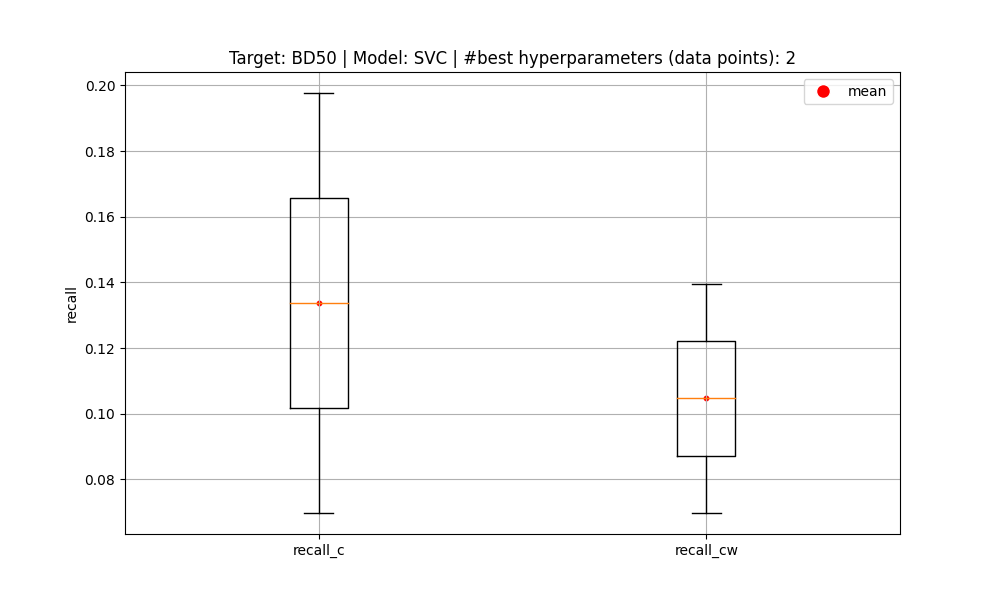 Target: BD50 | Model: SVC | #best hyperparameters (data points): 2
mean
0.20
0.18
0.16
0.14
0.12
0.10
0.08
recall
recall_c
recall_cw